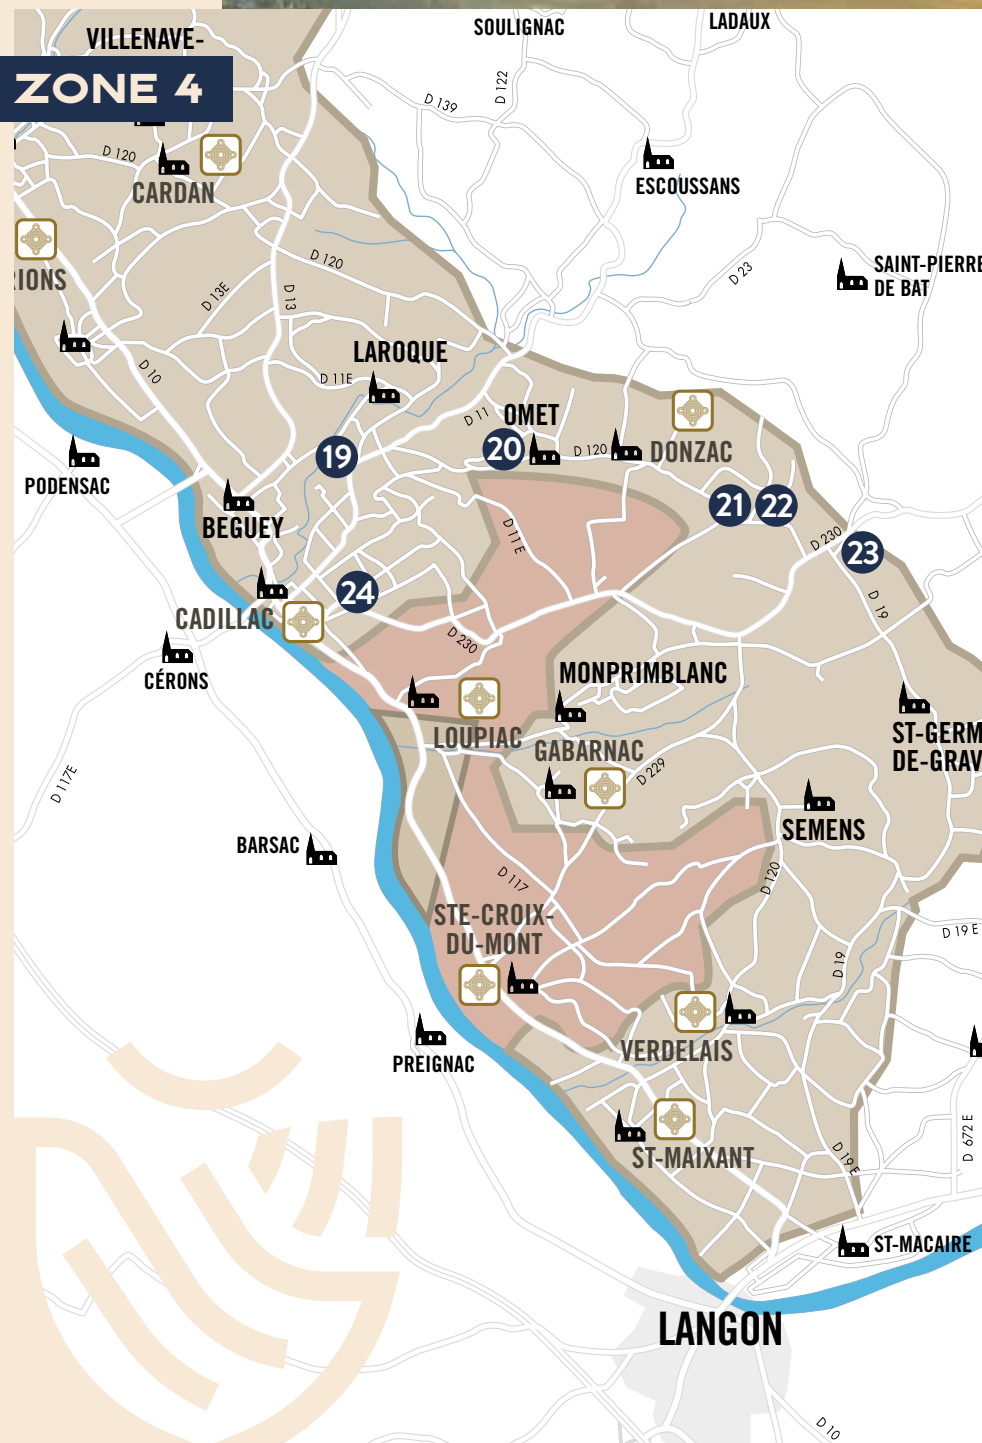 SOULIGNAC
LADAUX
VILLENAVE-
ZONE 4
D 122
D 139
D 120
CARDAN
ESCOUSSANS
RIONS
D 120
D 23
SAINT-PIERRE
DE BAT
D 13E
D 13
D 10
LAROQUE
D 11E
D 11
OMET
19
20
D 120
DONZAC
PODENSAC
BEGUEY
21
22
D 11E
D 230
23
24
D 19
CADILLAC
D 230
CÉRONS
MONPRIMBLANC
LOUPIAC
GABARNAC
ST-GERM
DE-GRAV
D 229
D 117E
SEMENS
BARSAC
D 117
D 120
STE-CROIX-
DU-MONT
D 19 E
D 19
VERDELAIS
PREIGNAC
D 672 E
ST-MAIXANT
D 19 E
ST-MACAIRE
LANGON
D 10